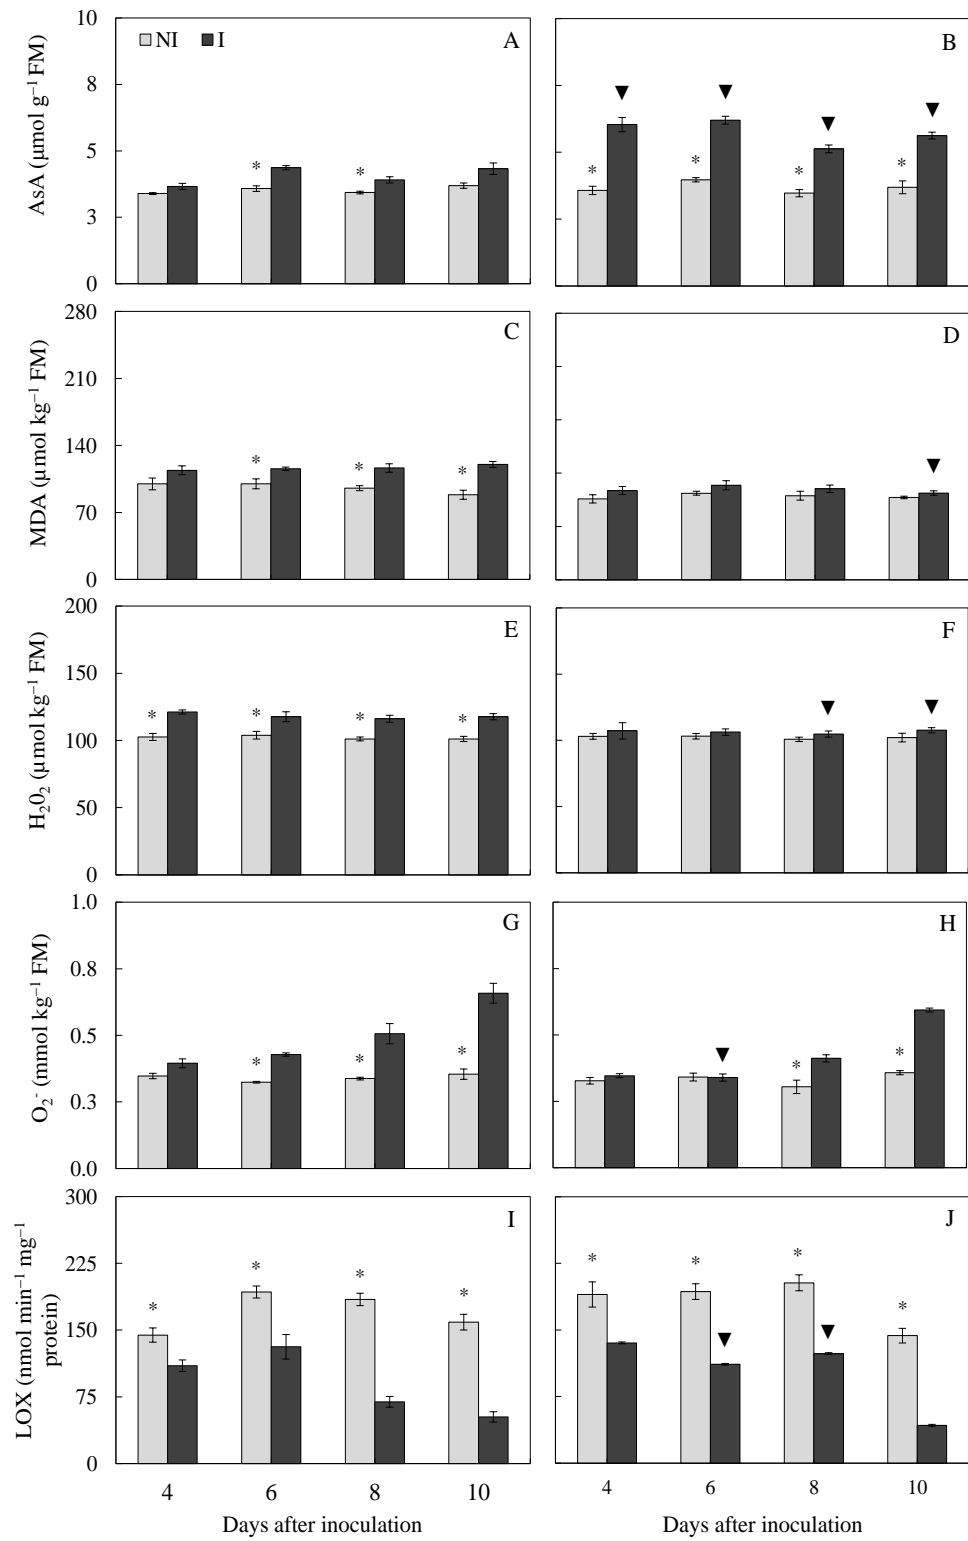 10
NI I
A
B
8
5
3
0
AsA (µmol g⁻¹ FM)
* *
* * * *
280
C
D
210
140
70
0
MDA (µmol kg⁻¹ FM)
* * *
200
E
F
150
100
50
0
H₂0₂ (µmol kg⁻¹ FM)
* * * *
1.0
G
H
0.8
0.5
0.3
0.0
O₂⁻ (mmol kg⁻¹ FM)
* * *
* *
300
I
J
225
150
75
0
LOX (nmol min⁻¹ mg⁻¹
protein)
* * * *
* * * *
4 6 8 10
4 6 8 10
Days after inoculation
Days after inoculation